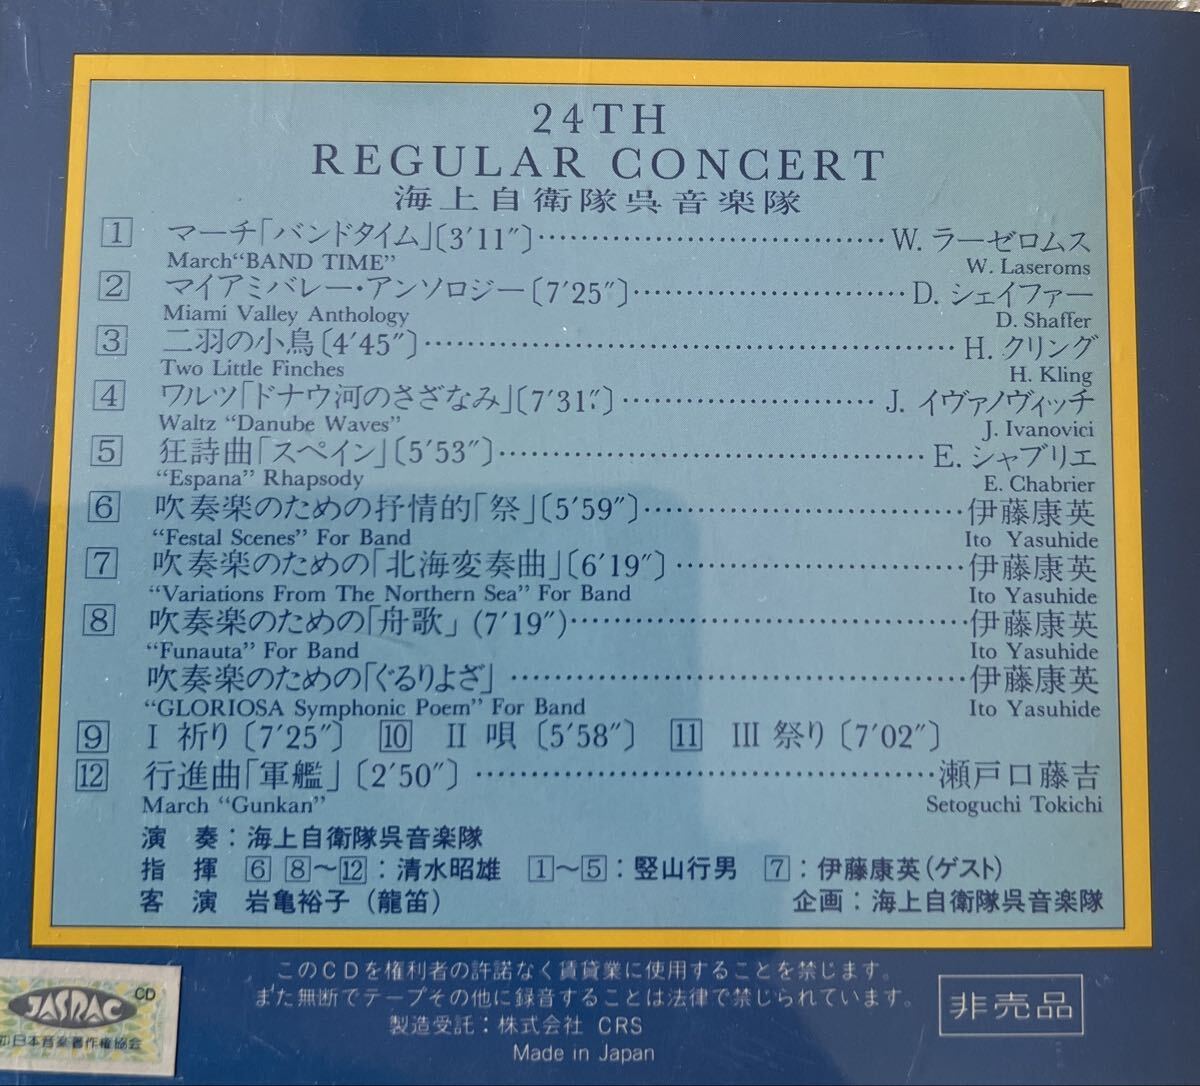 24TH
REGULAR CONCERT
海上自衛隊呉音楽隊
1 マーチ「バンドタイム」〔3′11″〕 W. ラーゼロムス
March “BAND TIME” W. Laseroms
2 マイアミバレー・アンソロジー〔7′25″〕 D. シェイファー
Miami Valley Anthology D. Shaffer
3 二羽の小鳥〔4′45″〕 H. クリング
Two Little Finches H. Kling
4 ワルツ「ドナウ河のさざなみ」〔7′31″〕 J. イヴァノヴィッチ
Waltz “Danube Waves” J. Ivanovici
5 狂詩曲「スペイン」〔5′53″〕 E. シャブリエ
“Espana” Rhapsody E. Chabrier
6 吹奏楽のための抒情的「祭」〔5′59″〕 伊藤康英
“Festal Scenes” For Band Ito Yasuhide
7 吹奏楽のための「北海変奏曲」〔6′19″〕 伊藤康英
“Variations From The Northern Sea” For Band Ito Yasuhide
8 吹奏楽のための「舟歌」(7′19″) 伊藤康英
“Funauta” For Band Ito Yasuhide
吹奏楽のための「ぐるりよざ」 伊藤康英
“GLORIOSA Symphonic Poem” For Band Ito Yasuhide
9 I 祈り〔7′25″〕 10 II 唄〔5′58″〕 11 III 祭り〔7′02″〕
12 行進曲「軍艦」〔2′50″〕 瀬戸口藤吉
March “Gunkan” Setoguchi Tokichi
演 奏：海上自衛隊呉音楽隊
指 揮 6 8〜12：清水昭雄 1〜5：竪山行男 7：伊藤康英(ゲスト)
客 演 岩亀裕子（龍笛） 企画：海上自衛隊呉音楽隊
このCDを権利者の許諾なく賃貸業に使用することを禁じます。
また無断でテープその他に録音することは法律で禁じられています。
製造受託：株式会社 CRS
Made in Japan
非売品
JASRAC CD
日本音楽著作権協会